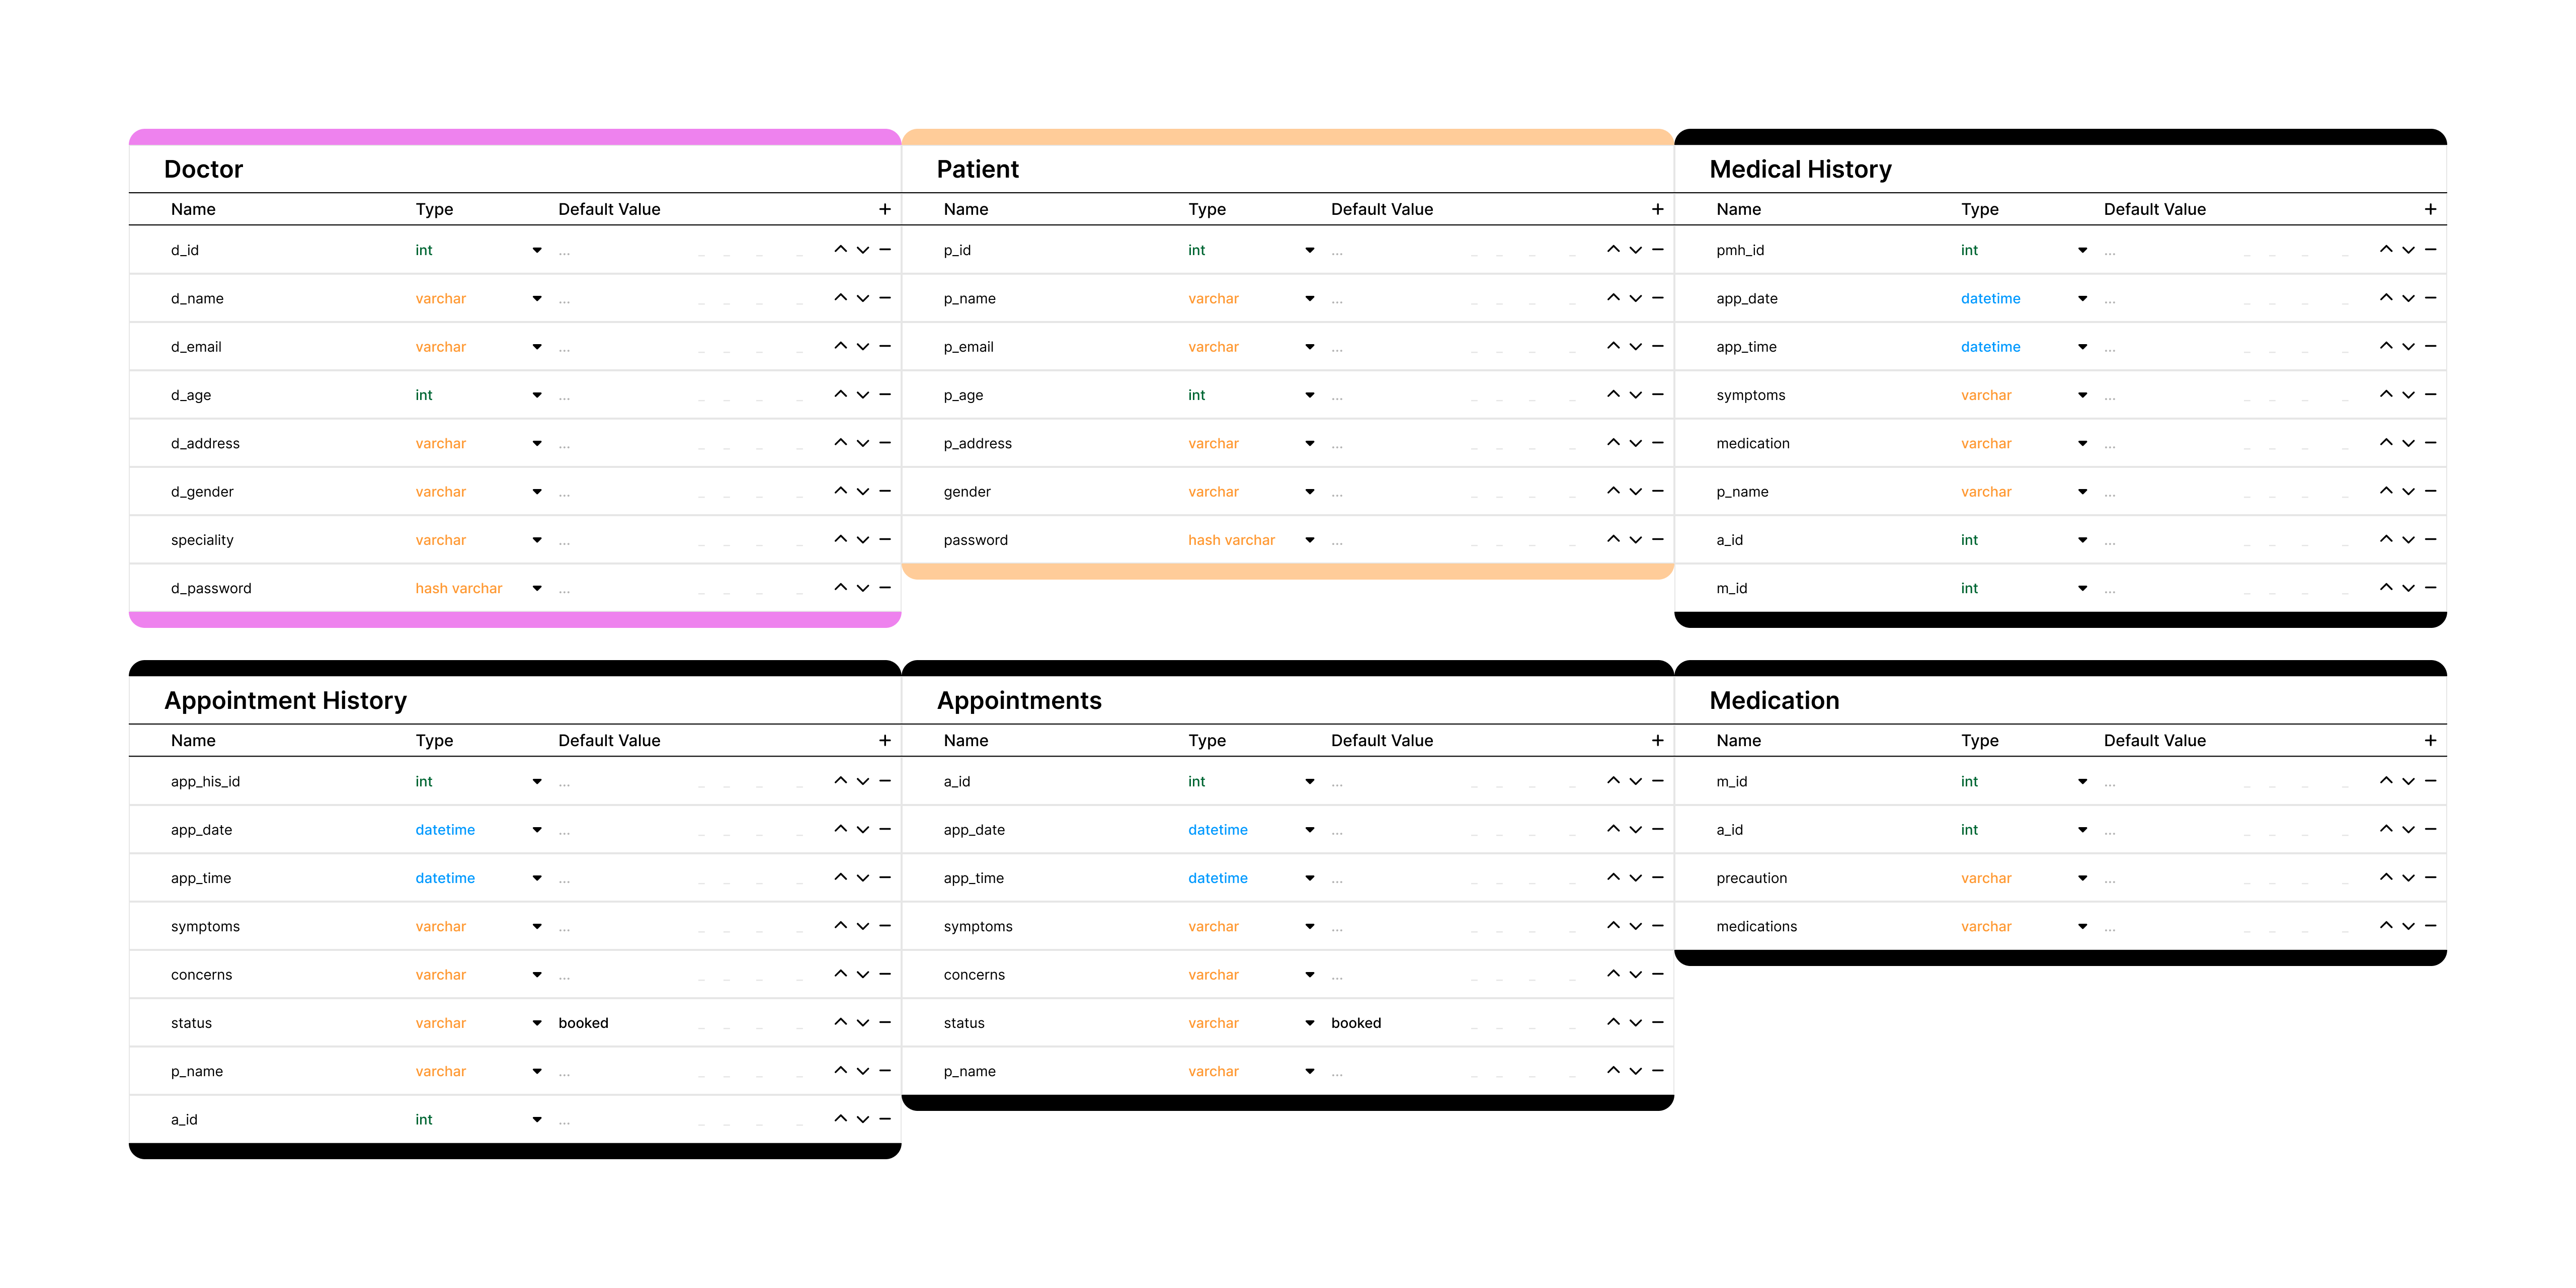 Doctor
Name Type Default Value +
d_id int ...
d_name varchar ...
d_email varchar ...
d_age int ...
d_address varchar ...
d_gender varchar ...
speciality varchar ...
d_password hash varchar ...
Patient
Name Type Default Value +
p_id int ...
p_name varchar ...
p_email varchar ...
p_age int ...
p_address varchar ...
gender varchar ...
password hash varchar ...
Medical History
Name Type Default Value +
pmh_id int ...
app_date datetime ...
app_time datetime ...
symptoms varchar ...
medication varchar ...
p_name varchar ...
a_id int ...
m_id int ...
Appointment History
Name Type Default Value +
app_his_id int ...
app_date datetime ...
app_time datetime ...
symptoms varchar ...
concerns varchar ...
status varchar booked
p_name varchar ...
a_id int ...
Appointments
Name Type Default Value +
a_id int ...
app_date datetime ...
app_time datetime ...
symptoms varchar ...
concerns varchar ...
status varchar booked
p_name varchar ...
Medication
Name Type Default Value +
m_id int ...
a_id int ...
precaution varchar ...
medications varchar ...